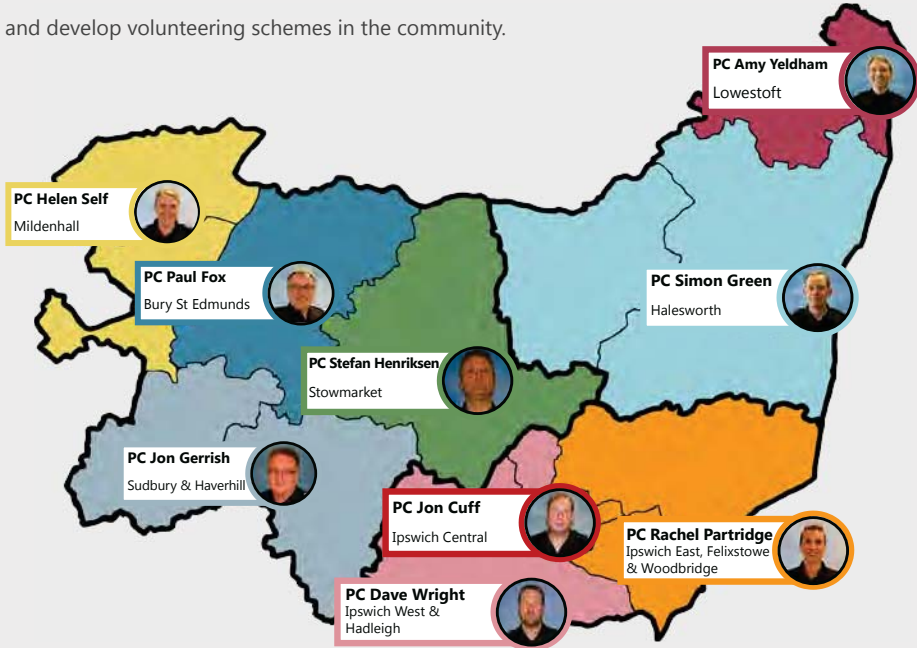 and develop volunteering schemes in the community.
PC Amy Yeldham
Lowestoft
PC Helen Self
Mildenhall
PC Paul Fox
Bury St Edmunds
PC Simon Green
Halesworth
PC Stefan Henriksen
Stowmarket
PC Jon Gerrish
Sudbury & Haverhill
PC Jon Cuff
Ipswich Central
PC Rachel Partridge
Ipswich East, Felixstowe
& Woodbridge
PC Dave Wright
Ipswich West &
Hadleigh